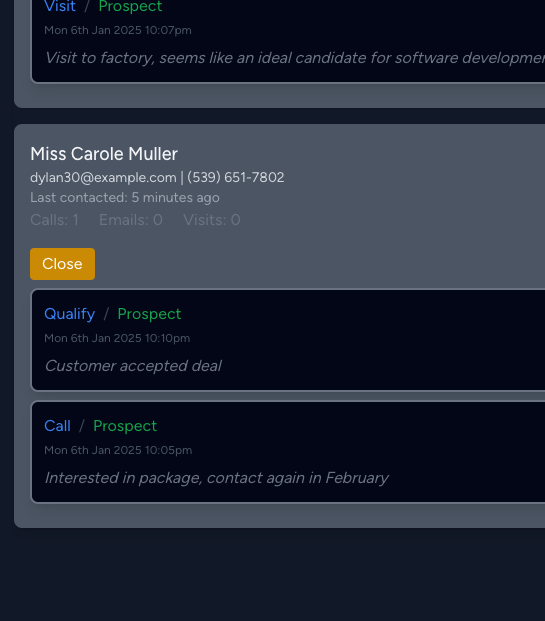 Visit / Prospect
Mon 6th Jan 2025 10:07pm
Visit to factory, seems like an ideal candidate for software
Miss Carole Muller
dylan30@example.com | (539) 651-7802
Last contacted: 5 minutes ago
Calls: 1 Emails: 0 Visits: 0
Close
Qualify / Prospect
Mon 6th Jan 2025 10:10pm
Customer accepted deal
Call / Prospect
Mon 6th Jan 2025 10:05pm
Interested in package, contact again in February